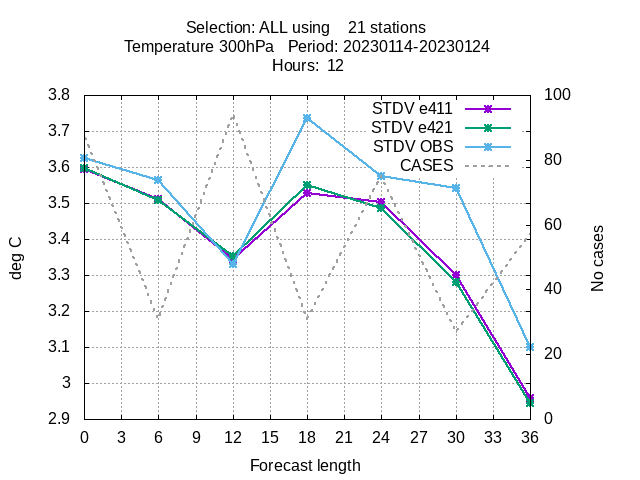 Selection: ALL using    21 stations
Temperature 300hPa   Period: 20230114-20230124
Hours:  12
STDV e411
STDV e421
STDV OBS
CASES
3.8
3.7
3.6
3.5
3.4
3.3
3.2
3.1
3
2.9
100
80
60
40
20
0
deg C
No cases
0 3 6 9 12 15 18 21 24 27 30 33 36
Forecast length